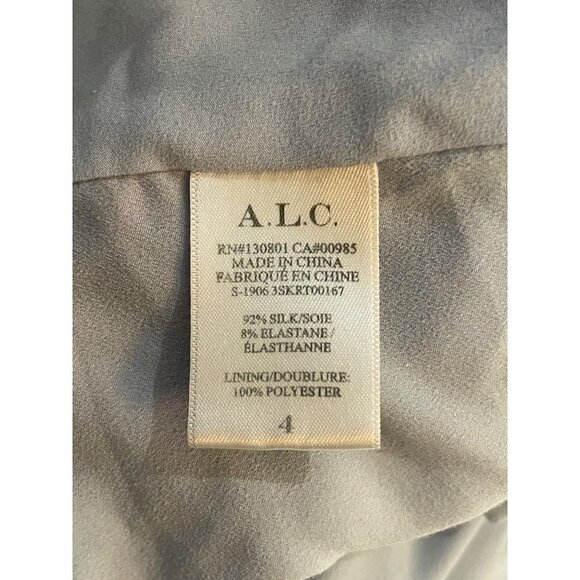 A.L.C.
RN#130801 CA#00985
MADE IN CHINA
FABRIQUÉ EN CHINE
S-1906 3SKRT00167
92% SILK/SOIE
8% ELASTANE/
ÉLASTHANNE
LINING/DOUBLURE:
100% POLYESTER
4